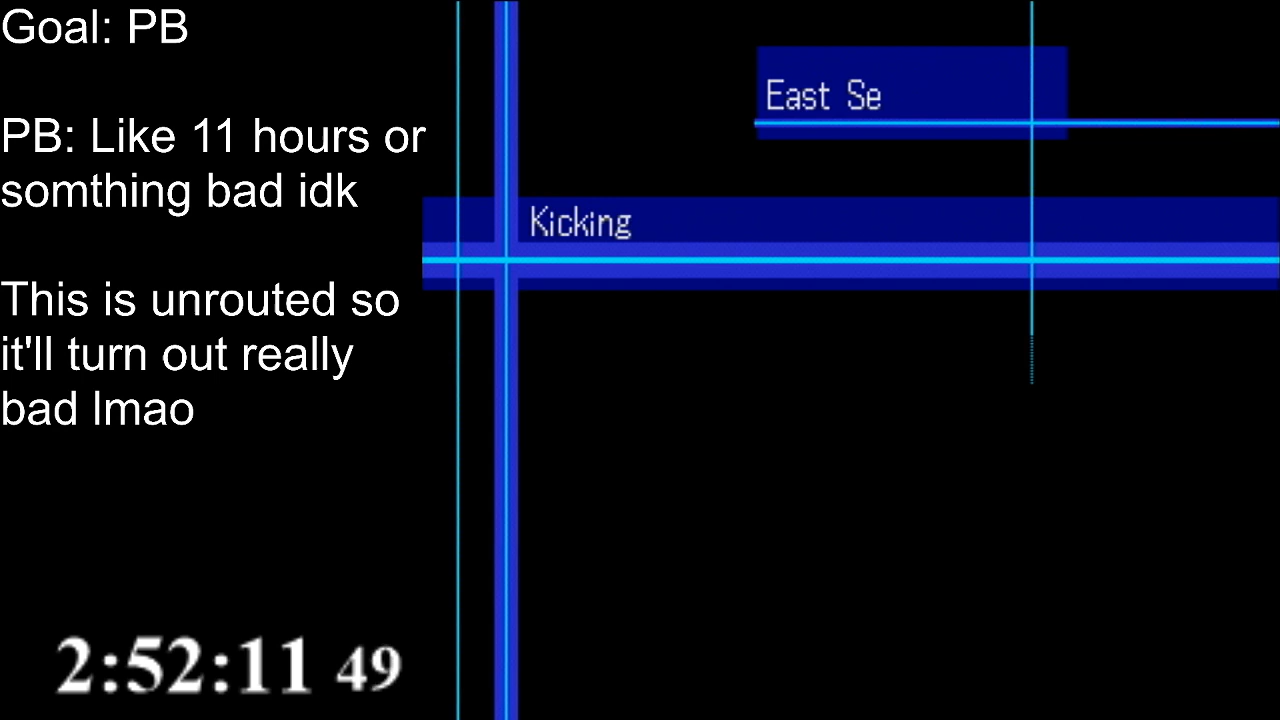 Goal: PB
PB: Like 11 hours or
somthing bad idk
This is unrouted so
it'll turn out really
bad lmao
2:52:11 49
East Se
Kicking